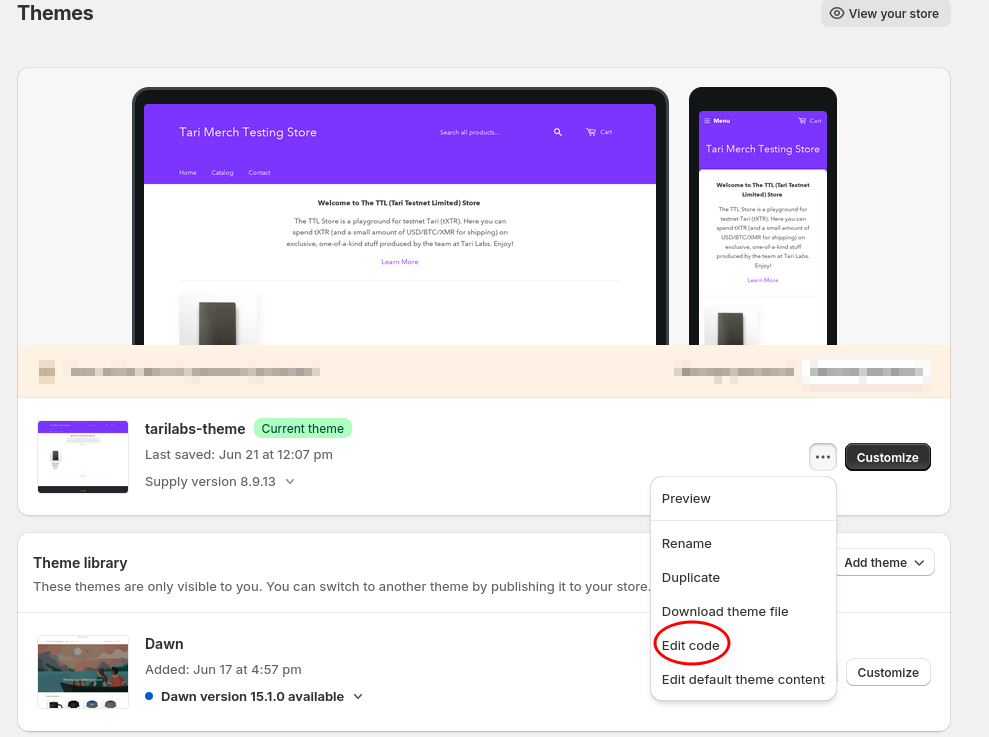 Themes
View your store
Tari Merch Testing Store
Search all products...
Cart
Home
Catalog
Contact
Welcome to The TTL (Tari Testnet Limited) Store
The TTL Store is a playground for testnet Tari (tXTR). Here you can
spend tXTR (and a small amount of USD/BTC/XMR for shipping) on
exclusive, one-of-a-kind stuff produced by the team at Tari Labs. Enjoy!
Learn More
Menu
Cart
Tari Merch Testing Store
Welcome to The TTL (Tari Testnet
Limited) Store
The TTL Store is a playground for
testnet Tari (tXTR). Here you can
spend tXTR (and a small amount of
USD/BTC/XMR for shipping) on
exclusive, one-of-a-kind stuff
produced by the team at Tari Labs.
Enjoy!
Learn More
tarilabs-theme
Current theme
Last saved: Jun 21 at 12:07 pm
Supply version 8.9.13
Customize
Preview
Rename
Duplicate
Download theme file
Edit code
Edit default theme content
Theme library
These themes are only visible to you. You can switch to another theme by publishing it to your store.
Add theme
Dawn
Added: Jun 17 at 4:57 pm
Dawn version 15.1.0 available
Customize